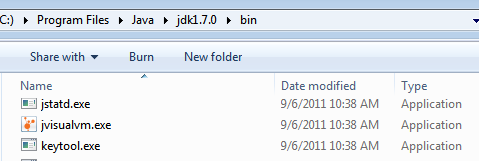 C:) Program Files Java jdk1.7.0 bin
Share with Burn New folder
Name Date modified Type
jstatd.exe 9/6/2011 10:38 AM Application
jvisualvm.exe 9/6/2011 10:38 AM Application
keytool.exe 9/6/2011 10:38 AM Application